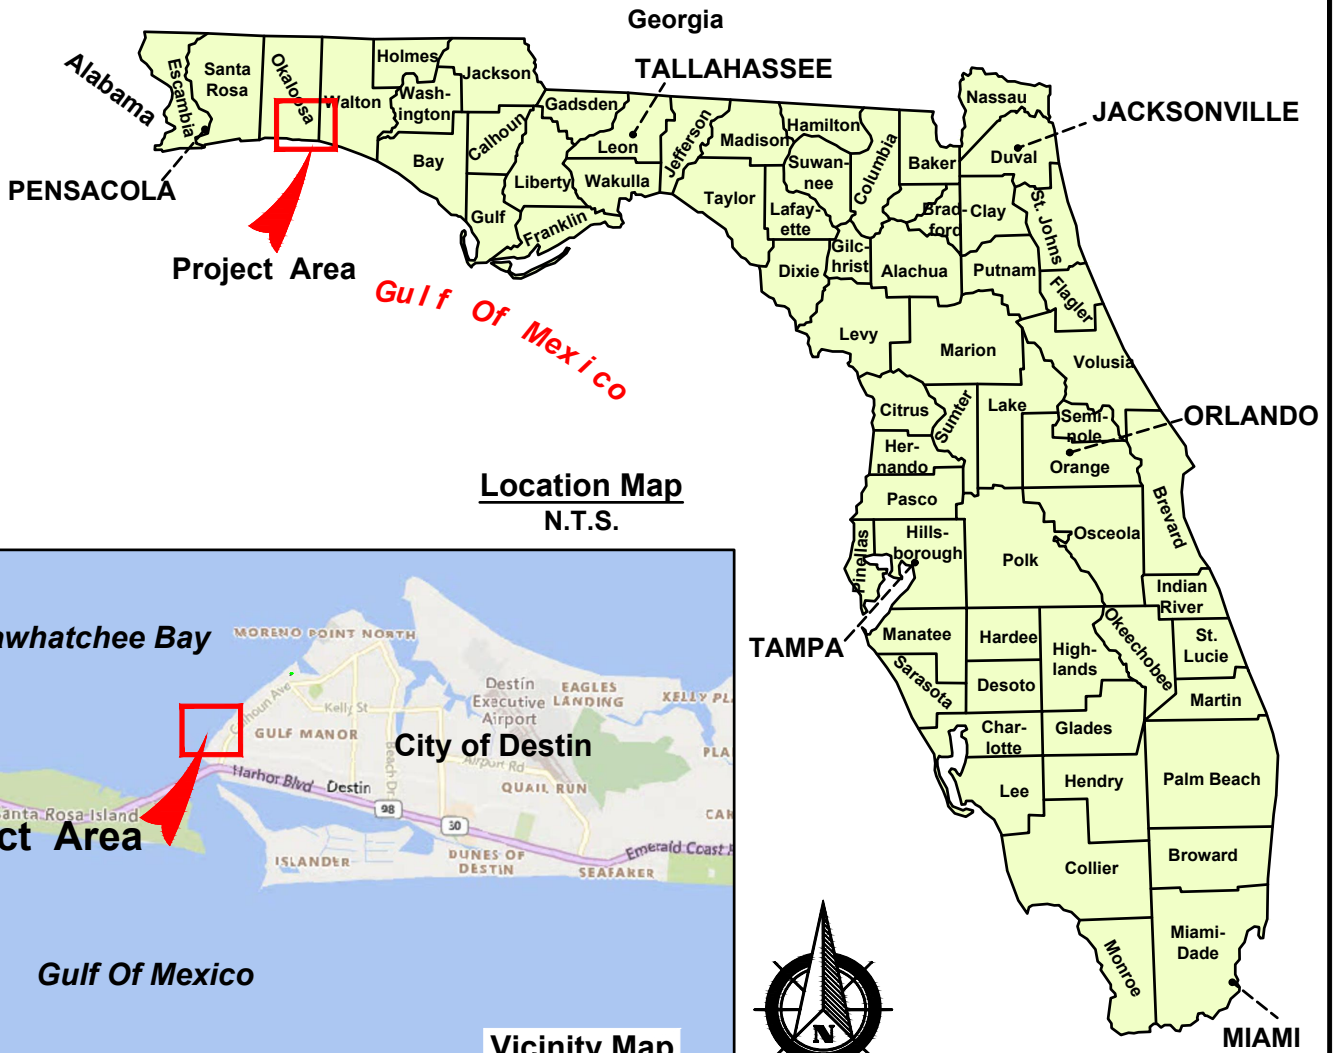 Georgia
Alabama
Escambia
Santa
Rosa
Okaloosa
Walton
Holmes
Wash-
ington
Jackson
Bay
Calhoun
Gulf
Gadsden
Liberty
Franklin
Leon
Wakulla
Jefferson
Madison
Taylor
Hamilton
Suwan-
nee
Lafay-
ette
Dixie
Columbia
Gilc-
hrist
Baker
Brad-
ford
Alachua
Nassau
Duval
Clay
St. Johns
Putnam
Flagler
Levy
Marion
Volusia
Citrus
Sumter
Lake
Semi-
nole
Orange
Her-
nando
Pasco
Pinellas
Hills-
borough
Polk
Osceola
Brevard
Indian
River
Okeechobee
St.
Lucie
Martin
Manatee
Hardee
High-
lands
Sarasota
Desoto
Char-
lotte
Glades
Lee
Hendry
Palm Beach
Collier
Broward
Monroe
Miami-
Dade
TALLAHASSEE
JACKSONVILLE
PENSACOLA
ORLANDO
TAMPA
MIAMI
Project Area
Gulf Of Mexico
Location Map
N.T.S.
awhatchee Bay
MORENO POINT NORTH
Calhoun Ave
Kelly St
GULF MANOR
Destin
Executive
Airport
EAGLES
LANDING
KELLY PL
City of Destin
Beach Dr
Airport Rd
PLA
Harbor Blvd
Destin
QUAIL RUN
98
30
CAR
Santa Rosa Island
ct Area
ISLANDER
DUNES OF
DESTIN
SEAFARER
Emerald Coast
Gulf Of Mexico
Vicinity Map
N